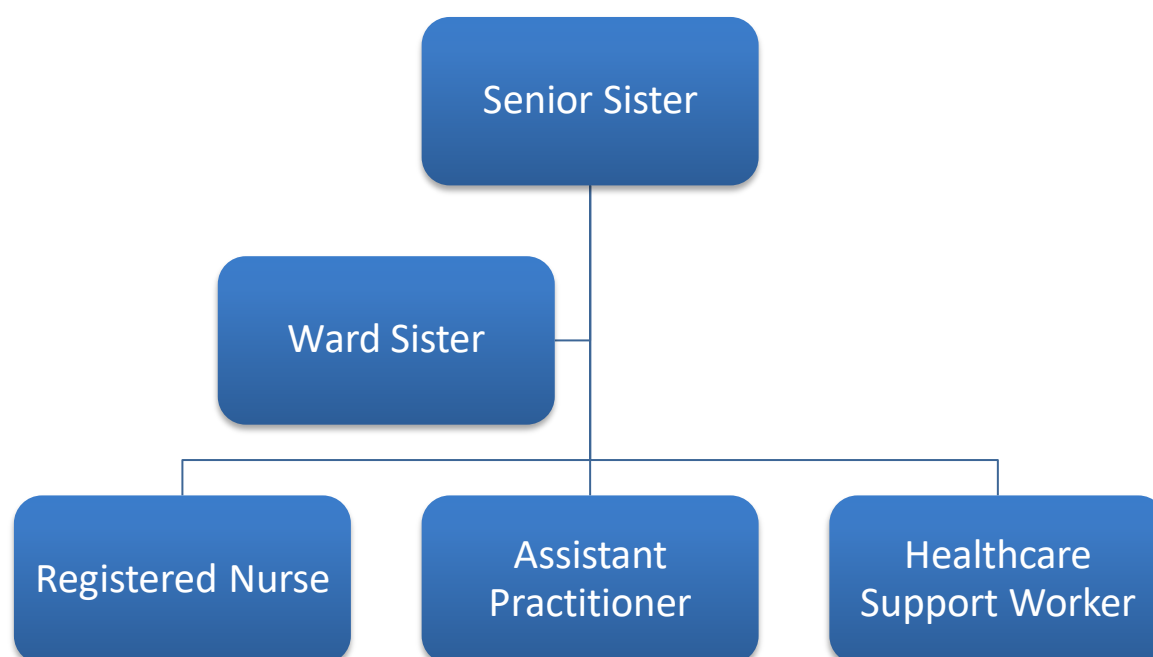 Senior Sister
Ward Sister
Registered Nurse
Assistant
Practitioner
Healthcare
Support Worker